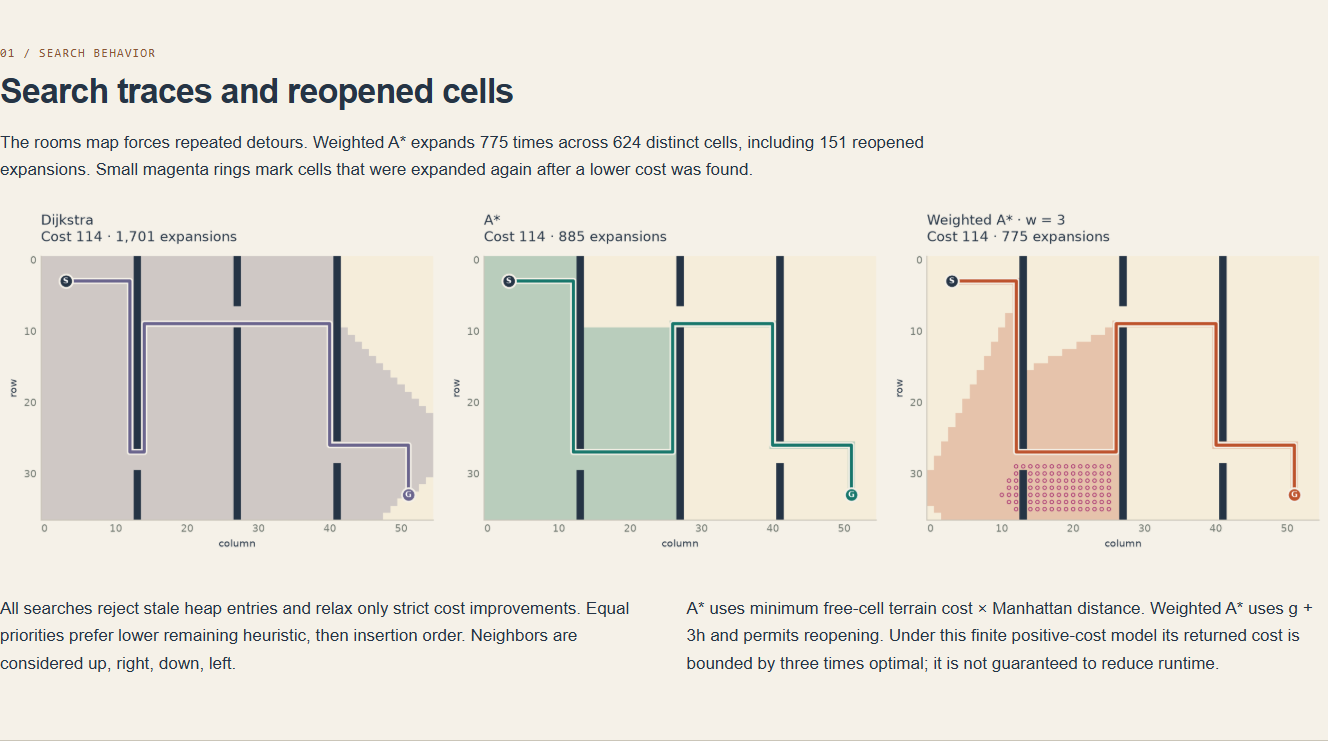 01 / SEARCH BEHAVIOR
Search traces and reopened cells
The rooms map forces repeated detours. Weighted A* expands 775 times across 624 distinct cells, including 151 reopened
expansions. Small magenta rings mark cells that were expanded again after a lower cost was found.
Dijkstra
Cost 114 · 1,701 expansions
0
10
20
30
row
S
G
0 10 20 30 40 50
column
A*
Cost 114 · 885 expansions
0
10
20
30
row
S
G
0 10 20 30 40 50
column
Weighted A* · w = 3
Cost 114 · 775 expansions
0
10
20
30
row
S
G
0 10 20 30 40 50
column
All searches reject stale heap entries and relax only strict cost improvements. Equal
priorities prefer lower remaining heuristic, then insertion order. Neighbors are
considered up, right, down, left.
A* uses minimum free-cell terrain cost × Manhattan distance. Weighted A* uses g +
3h and permits reopening. Under this finite positive-cost model its returned cost is
bounded by three times optimal; it is not guaranteed to reduce runtime.